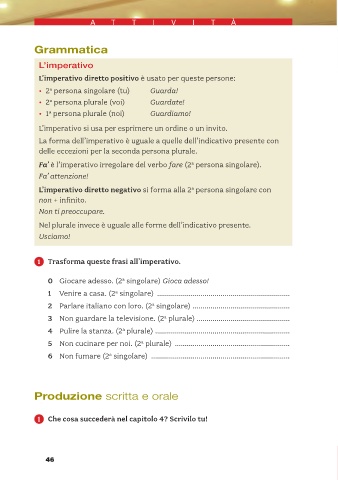 ATTIVITÀ
Grammatica
L'imperativo
L'imperativo diretto positivo è usato per queste persone:
• 2ª persona singolare (tu) Guarda!
• 2ª persona plurale (voi) Guardate!
• 1ª persona plurale (noi) Guardiamo!
L'imperativo si usa per esprimere un ordine o un invito.
La forma dell'imperativo è uguale a quelle dell'indicativo presente con
delle eccezioni per la seconda persona plurale.
Fa' è l'imperativo irregolare del verbo fare (2ª persona singolare).
Fa' attenzione!
L'imperativo diretto negativo si forma alla 2ª persona singolare con
non + infinito.
Non ti preoccupare.
Nel plurale invece è uguale alle forme dell'indicativo presente.
Usciamo!
1 Trasforma queste frasi all'imperativo.
0 Giocare adesso. (2ª singolare) Gioca adesso!
1 Venire a casa. (2ª singolare) ..........
2 Parlare italiano con loro. (2ª singolare) ..........
3 Non guardare la televisione. (2ª plurale) ..........
4 Pulire la stanza. (2ª plurale) ..........
5 Non cucinare per noi. (2ª plurale) ..........
6 Non fumare (2ª singolare) ..........
Produzione scritta e orale
1 Che cosa succederà nel capitolo 4? Scrivilo tu!
46